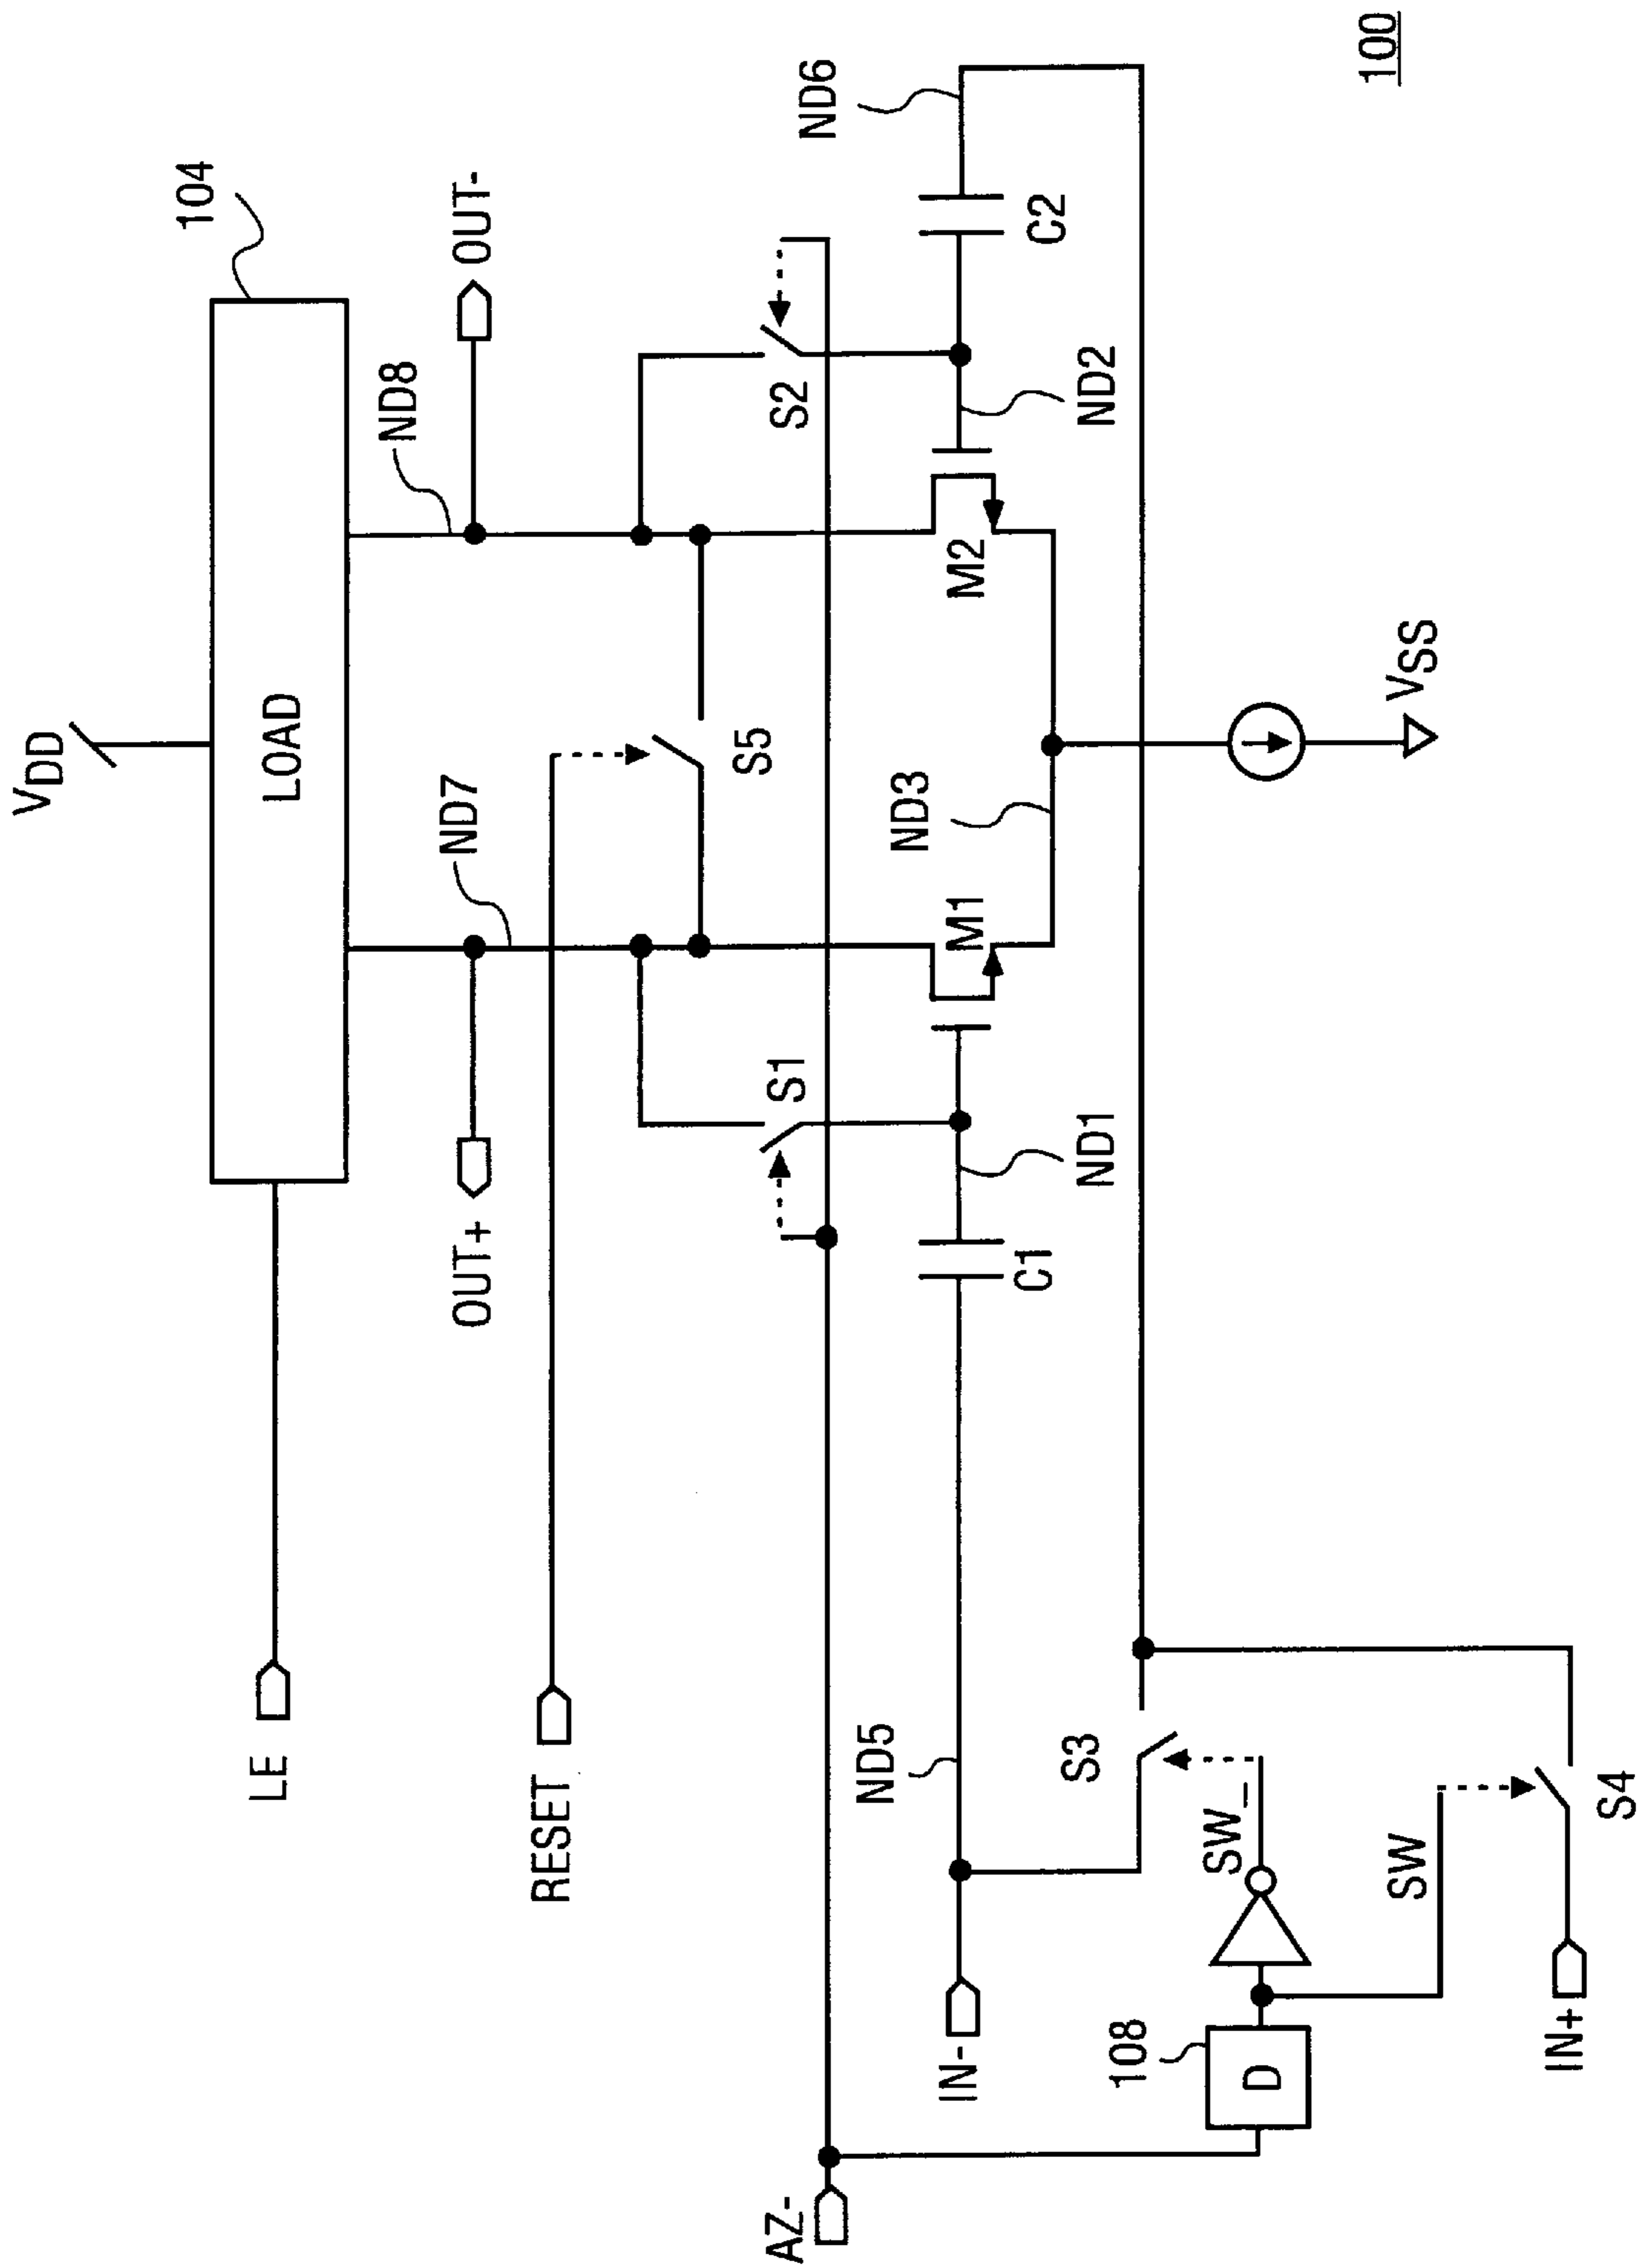 VDD
LOAD
104
LE
OUT+
ND7
ND8
OUT-
RESET
S5
S1
S2
ND6
AZ-
IN-
ND5
C1
ND1
M1
ND3
M2
ND2
C2
S3
108
D
SW_
SW
IN+
S4
VSS
100